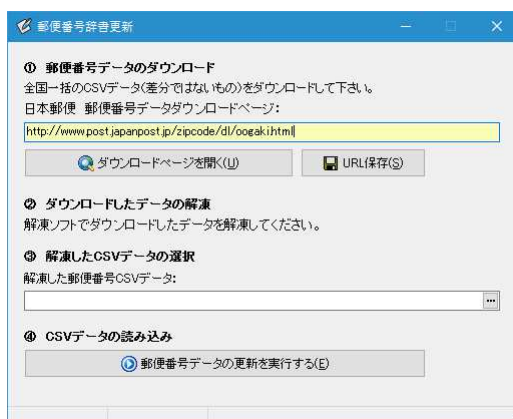 郵便番号辞書更新
① 郵便番号データのダウンロード
全国一括のCSVデータ(差分ではないもの)をダウンロードして下さい。
日本郵便 郵便番号データダウンロードページ:
http://www.post.japanpost.jp/zipcode/dl/oogaki.html
ダウンロードページを開く(U) URL保存(S)
② ダウンロードしたデータの解凍
解凍ソフトでダウンロードしたデータを解凍してください。
③ 解凍したCSVデータの選択
解凍した郵便番号CSVデータ:
...
④ CSVデータの読み込み
郵便番号データの更新を実行する(E)